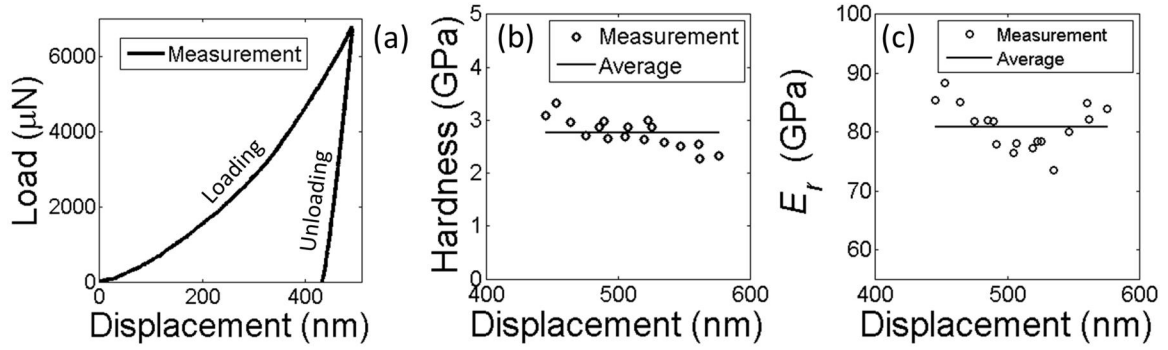 Load (μN)
6000
4000
2000
0
Measurement
Loading
Unloading
(a)
0
200
400
Displacement (nm)
Hardness (GPa)
5
4
3
2
1
0
(b)
Measurement
Average
400
500
600
Displacement (nm)
E_r (GPa)
100
90
80
70
60
(c)
Measurement
Average
400
500
600
Displacement (nm)